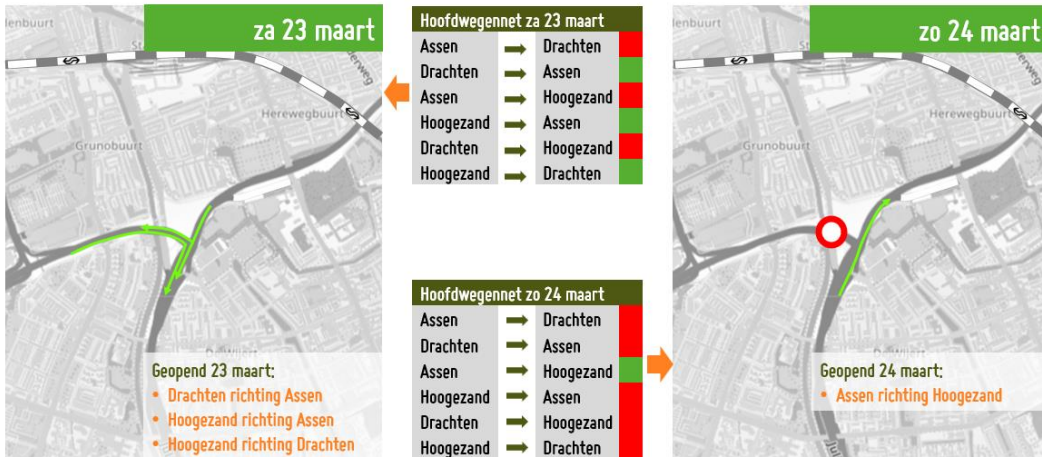 za 23 maart
Herewegbuurt
Grunobuurt
Geopend 23 maart:
• Drachten richting Assen
• Hoogezand richting Assen
• Hoogezand richting Drachten
Hoofdwegennet za 23 maart
Assen → Drachten
Drachten → Assen
Assen → Hoogezand
Hoogezand → Assen
Drachten → Hoogezand
Hoogezand → Drachten
Hoofdwegennet zo 24 maart
Assen → Drachten
Drachten → Assen
Assen → Hoogezand
Hoogezand → Assen
Drachten → Hoogezand
Hoogezand → Drachten
zo 24 maart
Herewegbuurt
Grunobuurt
Geopend 24 maart:
• Assen richting Hoogezand